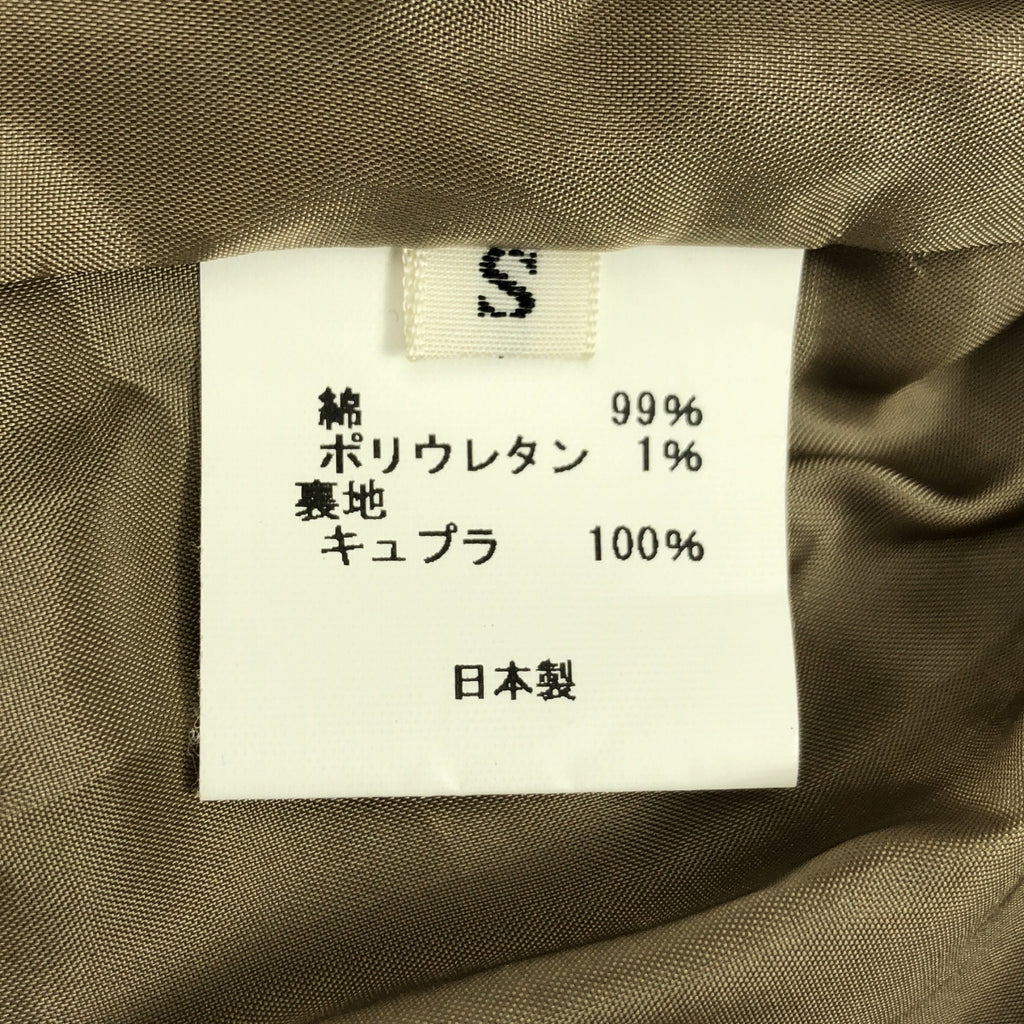 S
綿 99%
ポリウレタン 1%
裏地
キュプラ 100%
日本製